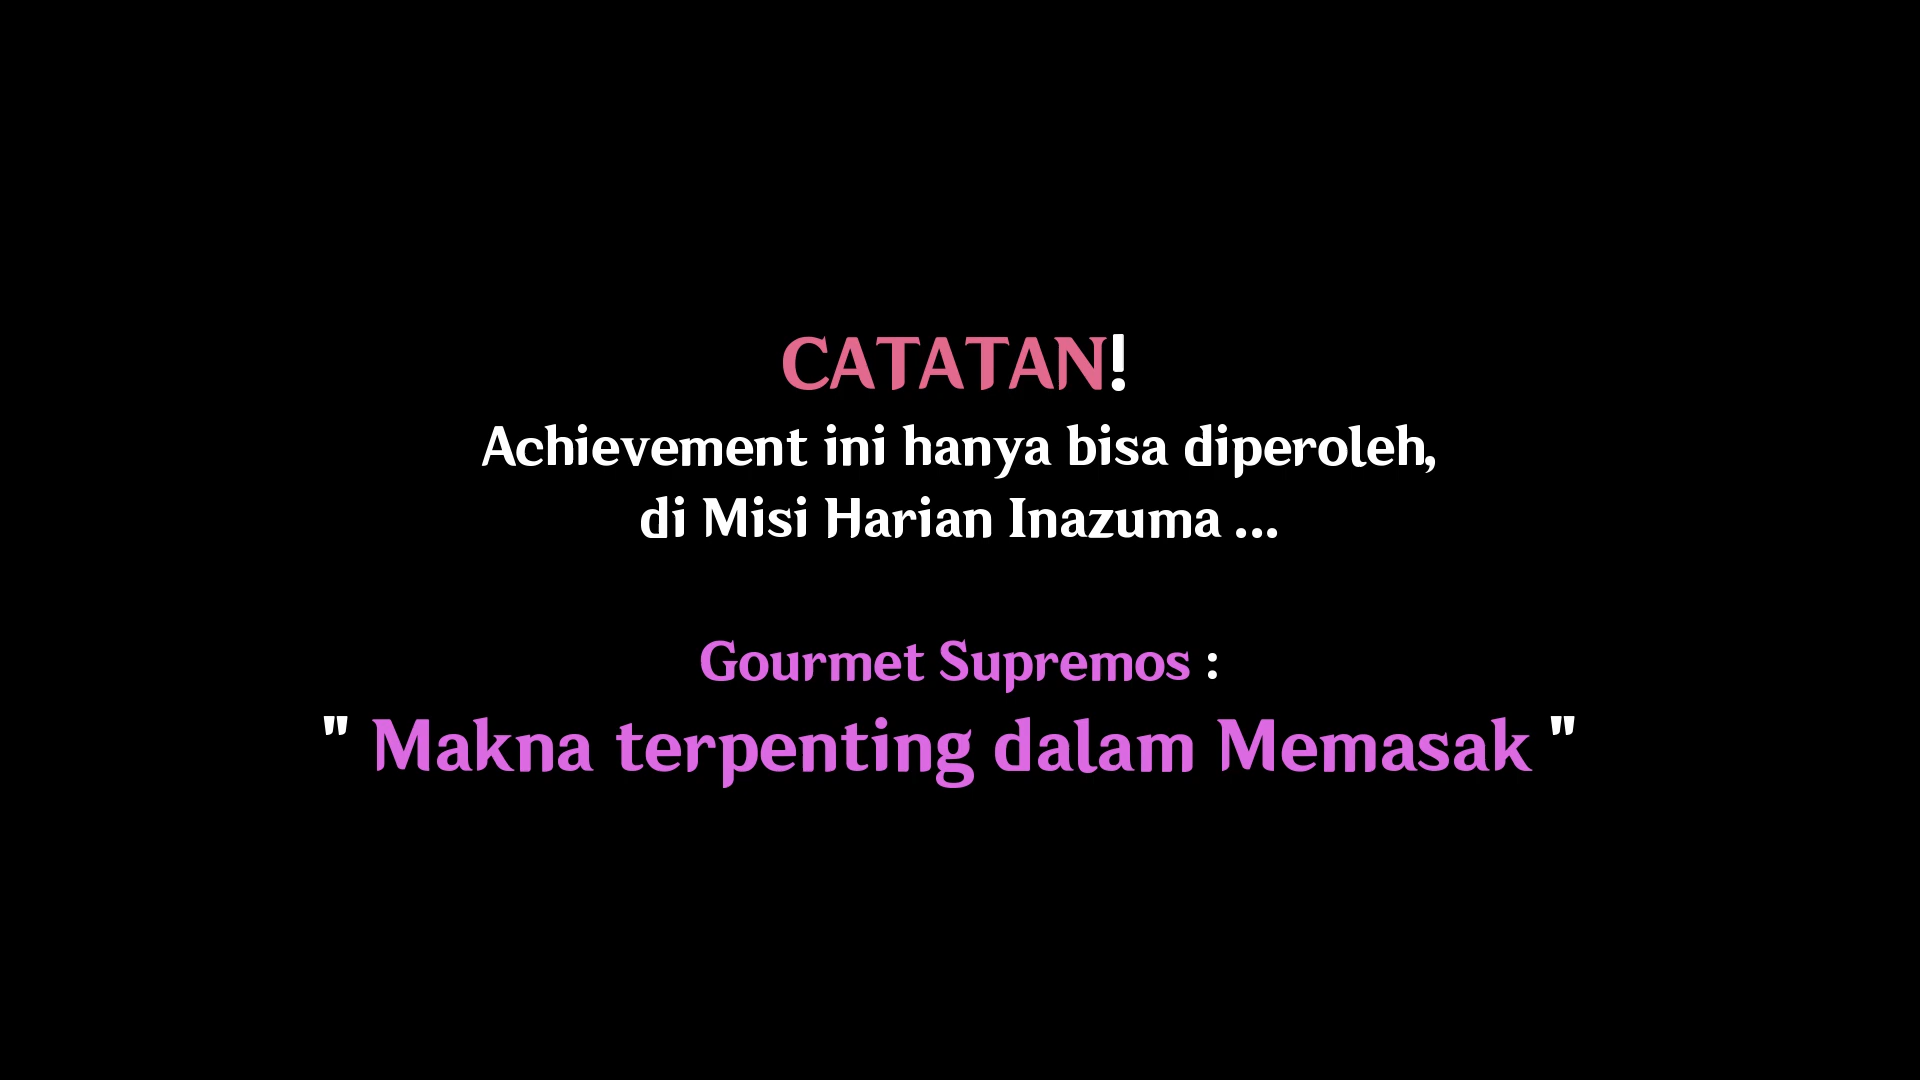 CATATAN!
Achievement ini hanya bisa diperoleh,
di Misi Harian Inazuma ...
Gourmet Supremos :
" Makna terpenting dalam Memasak "